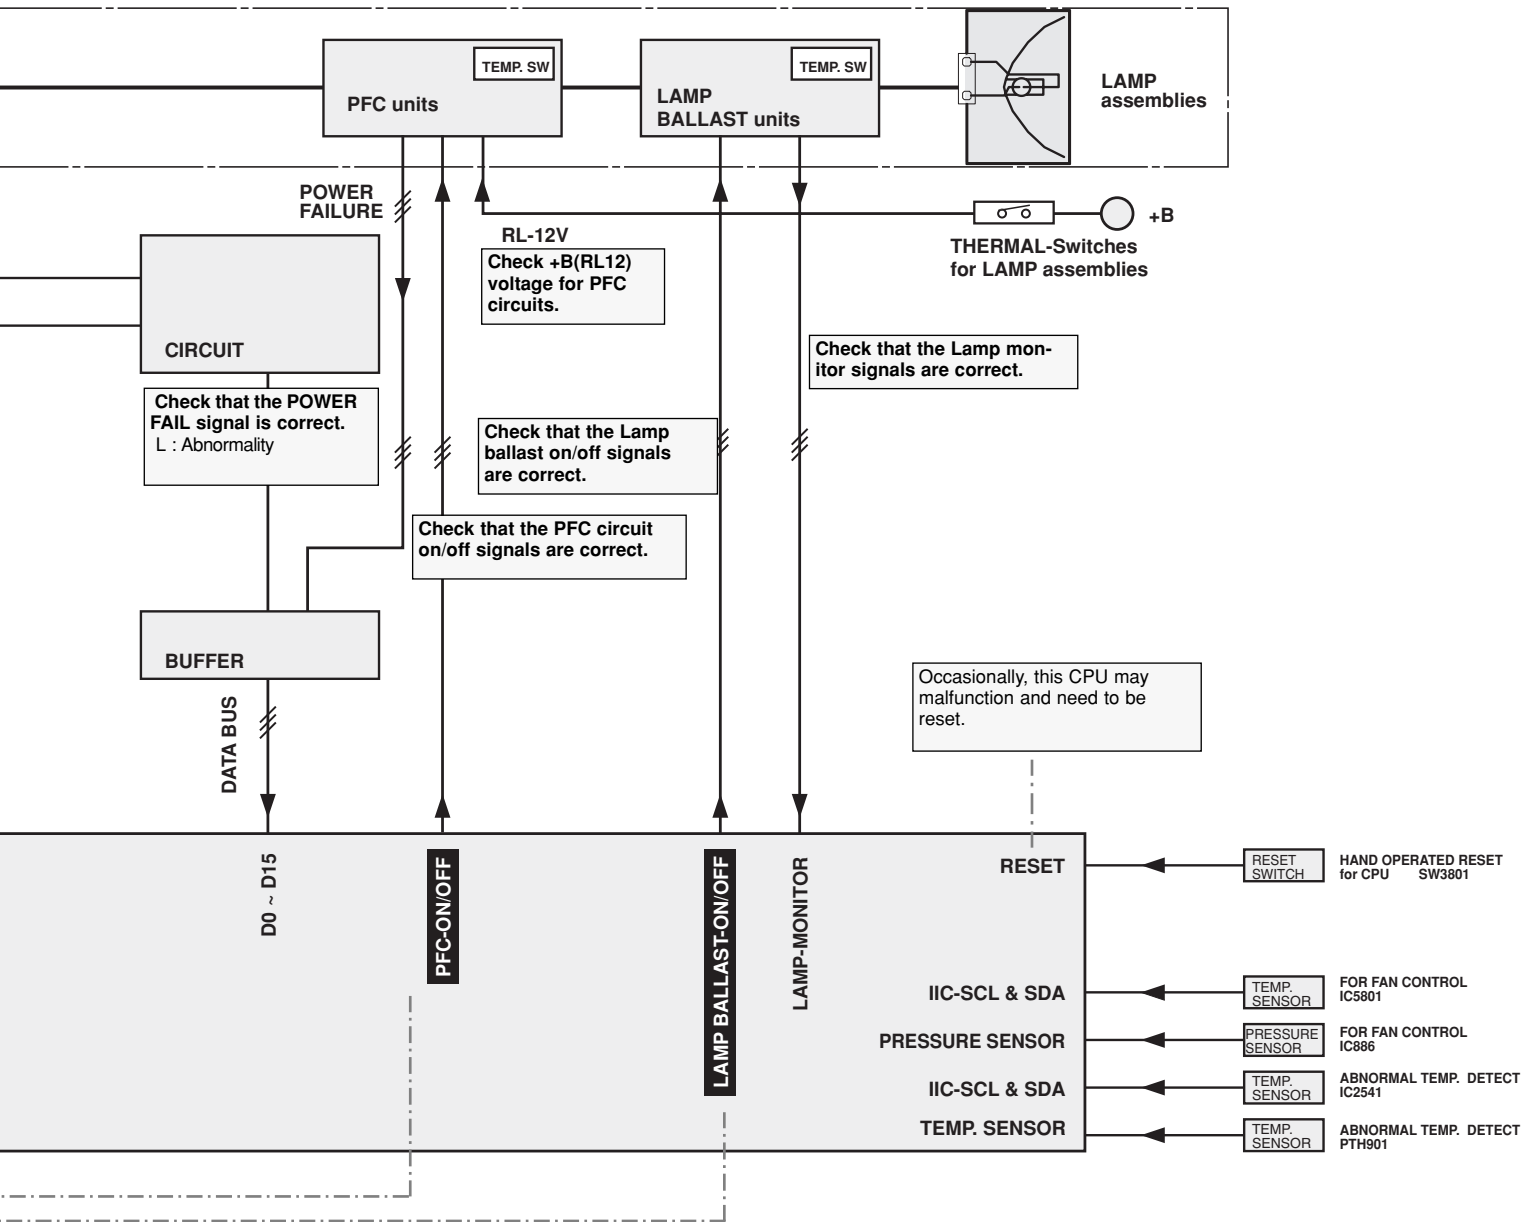 TEMP. SW
PFC units
TEMP. SW
LAMP
BALLAST units
LAMP
assemblies
POWER
FAILURE
RL-12V
Check +B(RL12)
voltage for PFC
circuits.
+B
THERMAL-Switches
for LAMP assemblies
CIRCUIT
Check that the POWER
FAIL signal is correct.
L : Abnormality
Check that the Lamp mon-
itor signals are correct.
Check that the Lamp
ballast on/off signals
are correct.
Check that the PFC circuit
on/off signals are correct.
BUFFER
DATA BUS
Occasionally, this CPU may
malfunction and need to be
reset.
D0 ~ D15
PFC-ON/OFF
LAMP BALLAST-ON/OFF
LAMP-MONITOR
RESET
RESET
SWITCH
HAND OPERATED RESET
for CPU SW3801
IIC-SCL & SDA
TEMP.
SENSOR
FOR FAN CONTROL
IC5801
PRESSURE SENSOR
PRESSURE
SENSOR
FOR FAN CONTROL
IC886
IIC-SCL & SDA
TEMP.
SENSOR
ABNORMAL TEMP. DETECT
IC2541
TEMP. SENSOR
TEMP.
SENSOR
ABNORMAL TEMP. DETECT
PTH901